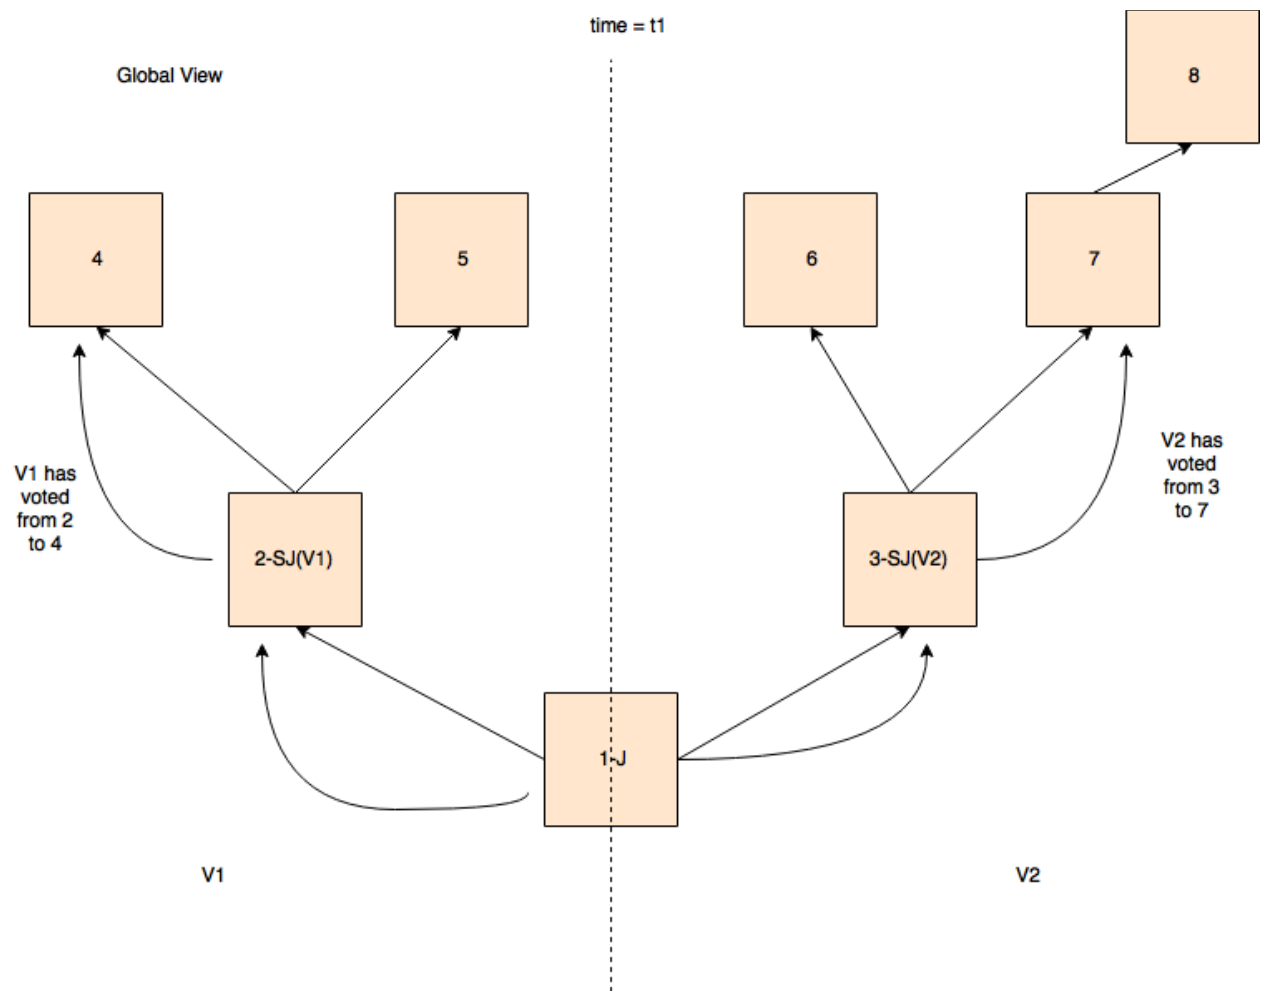 time = t1
Global View
8
4
5
6
7
V1 has
voted
from 2
to 4
V2 has
voted
from 3
to 7
2-SJ(V1)
3-SJ(V2)
1-J
V1
V2